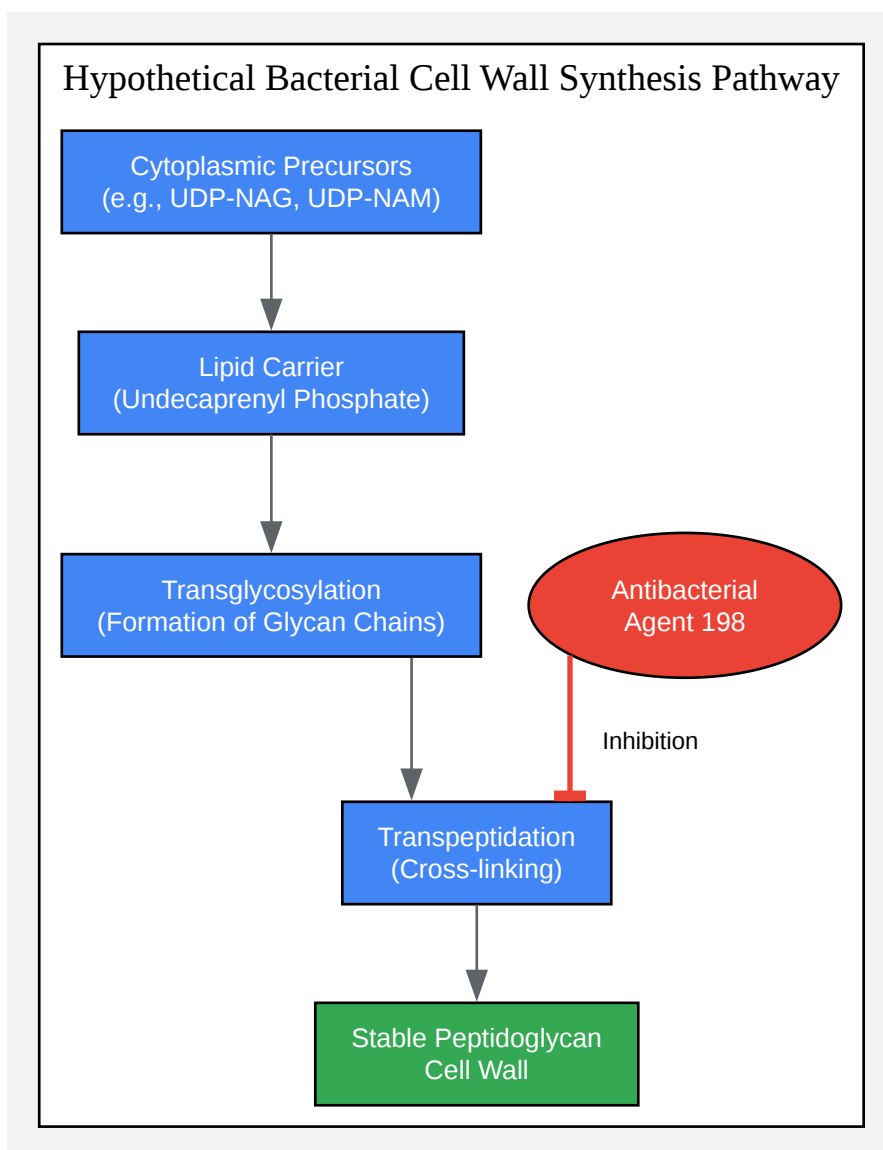 Hypothetical Bacterial Cell Wall Synthesis Pathway
Cytoplasmic Precursors
(e.g., UDP-NAG, UDP-NAM)
Lipid Carrier
(Undecaprenyl Phosphate)
Transglycosylation
(Formation of Glycan Chains)
Antibacterial
Agent 198
Inhibition
Transpeptidation
(Cross-linking)
Stable Peptidoglycan
Cell Wall